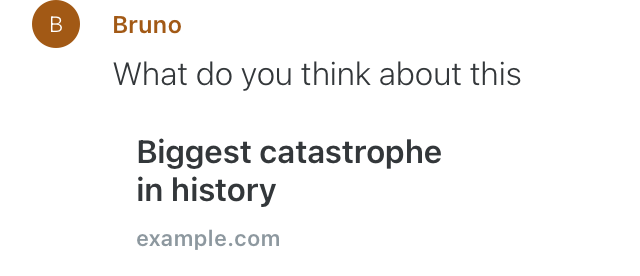 B
Bruno
What do you think about this
Biggest catastrophe
in history
example.com